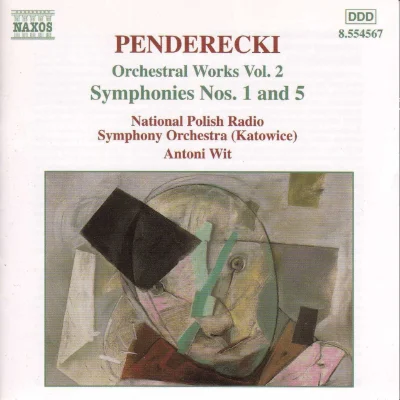 NAXOS
DDD
8.554567
PENDERECKI
Orchestral Works Vol. 2
Symphonies Nos. 1 and 5
National Polish Radio
Symphony Orchestra (Katowice)
Antoni Wit